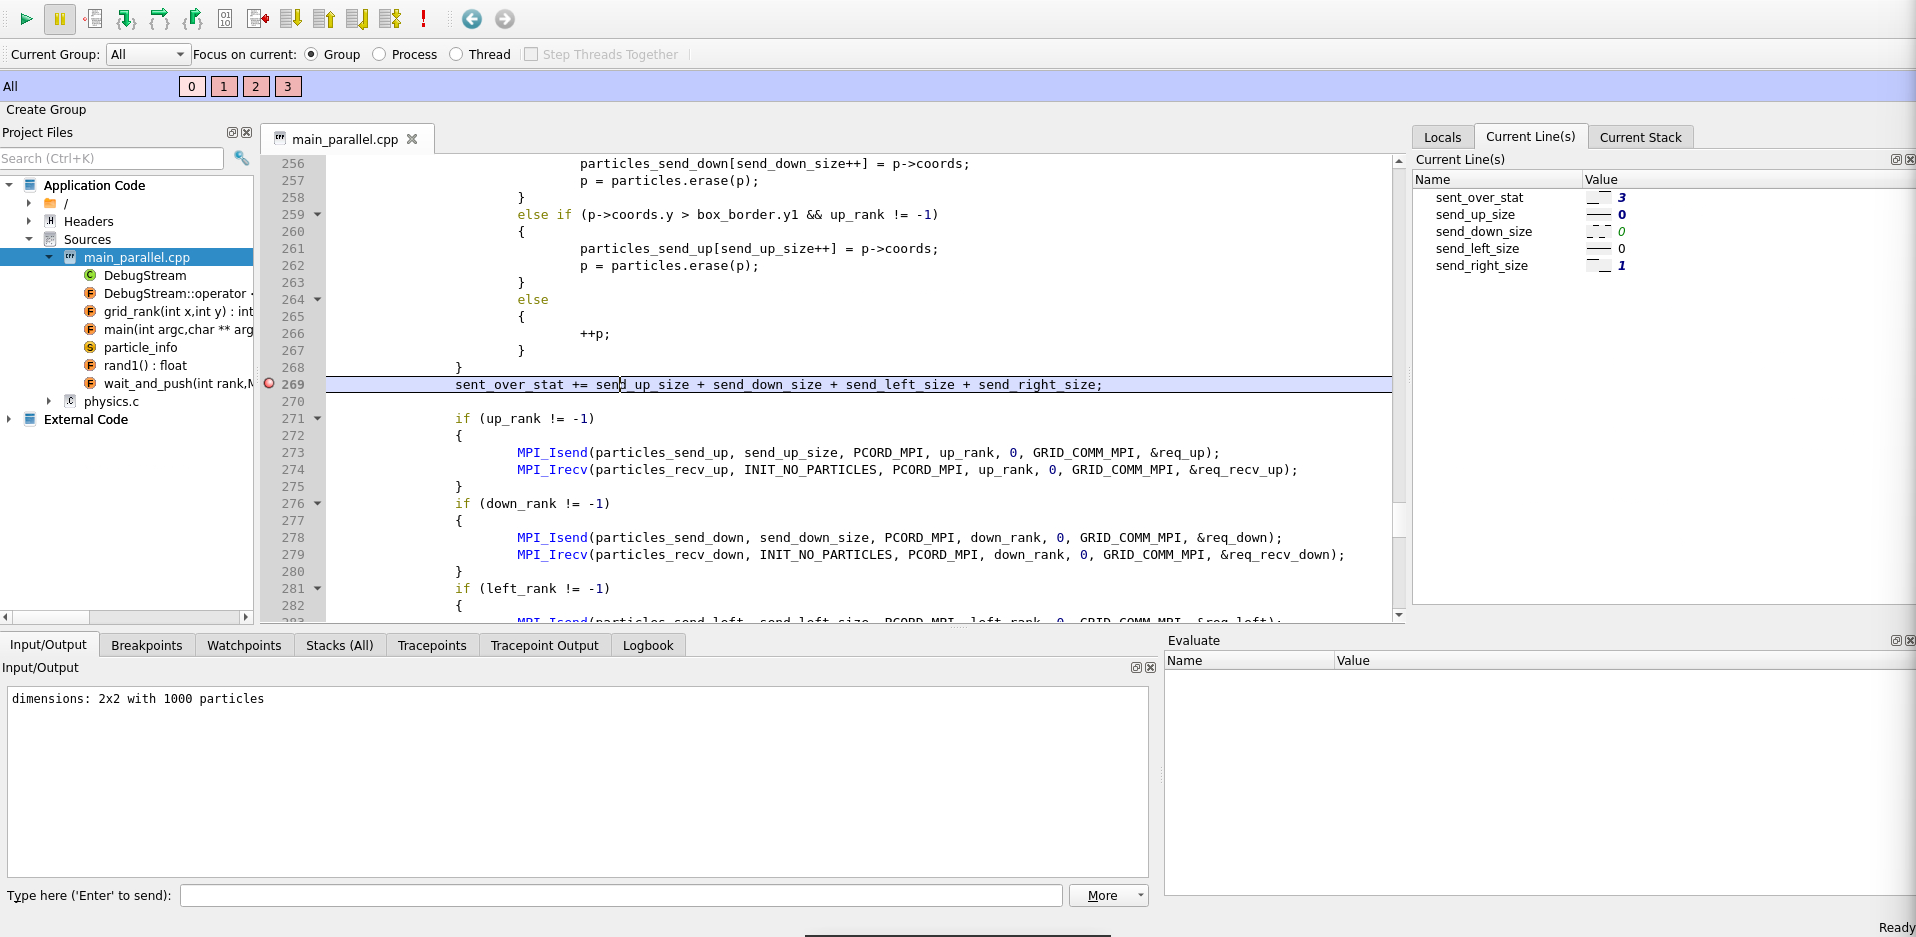 Current Group: All Focus on current: Group Process Thread Step Threads Together
All 0 1 2 3
Create Group
Project Files
Search (Ctrl+K)
Application Code
/
Headers
Sources
main_parallel.cpp
DebugStream
DebugStream::operator
grid_rank(int x,int y) : int
main(int argc,char ** arg
particle_info
rand1() : float
wait_and_push(int rank,M
physics.c
External Code
main_parallel.cpp
256 particles_send_down[send_down_size++] = p->coords;
257 p = particles.erase(p);
258 }
259 else if (p->coords.y > box_border.y1 && up_rank != -1)
260 {
261 particles_send_up[send_up_size++] = p->coords;
262 p = particles.erase(p);
263 }
264 else
265 {
266 ++p;
267 }
268 }
269 sent_over_stat += send_up_size + send_down_size + send_left_size + send_right_size;
270
271 if (up_rank != -1)
272 {
273 MPI_Isend(particles_send_up, send_up_size, PCORD_MPI, up_rank, 0, GRID_COMM_MPI, &req_up);
274 MPI_Irecv(particles_recv_up, INIT_NO_PARTICLES, PCORD_MPI, up_rank, 0, GRID_COMM_MPI, &req_recv_up);
275 }
276 if (down_rank != -1)
277 {
278 MPI_Isend(particles_send_down, send_down_size, PCORD_MPI, down_rank, 0, GRID_COMM_MPI, &req_down);
279 MPI_Irecv(particles_recv_down, INIT_NO_PARTICLES, PCORD_MPI, down_rank, 0, GRID_COMM_MPI, &req_recv_down);
280 }
281 if (left_rank != -1)
282 {
283 MPI_Isend(particles_send_left, send_left_size, PCORD_MPI, left_rank, 0, GRID_COMM_MPI, &req_left);
Locals Current Line(s) Current Stack
Current Line(s)
Name Value
sent_over_stat 3
send_up_size 0
send_down_size 0
send_left_size 0
send_right_size 1
Input/Output Breakpoints Watchpoints Stacks (All) Tracepoints Tracepoint Output Logbook
Input/Output
dimensions: 2x2 with 1000 particles
Type here ('Enter' to send): More
Evaluate
Name Value
Ready